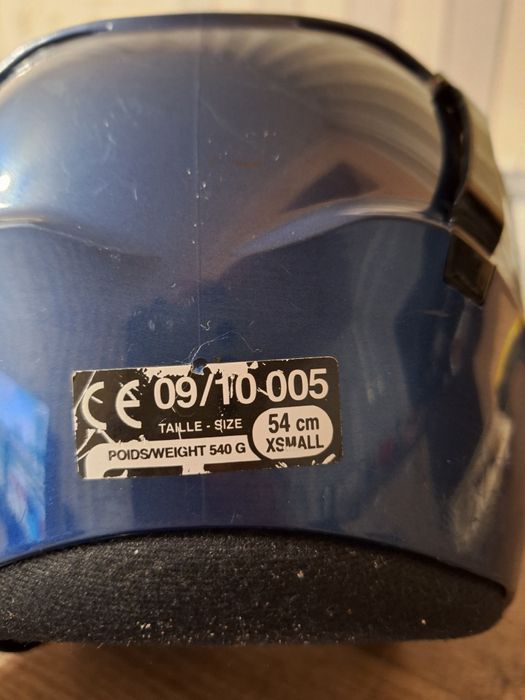 CE 09/10 005
TAILLE - SIZE
54 cm
XSMALL
POIDS/WEIGHT 540 G